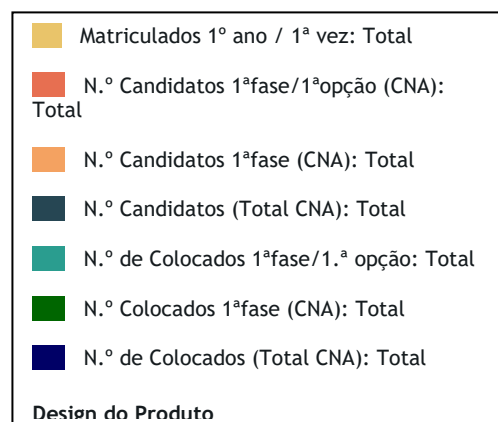 Matriculados 1º ano / 1ª vez: Total
N.º Candidatos 1ªfase/1ªopção (CNA):
Total
N.º Candidatos 1ªfase (CNA): Total
N.º Candidatos (Total CNA): Total
N.º de Colocados 1ªfase/1.ª opção: Total
N.º Colocados 1ªfase (CNA): Total
N.º de Colocados (Total CNA): Total
Design do Produto